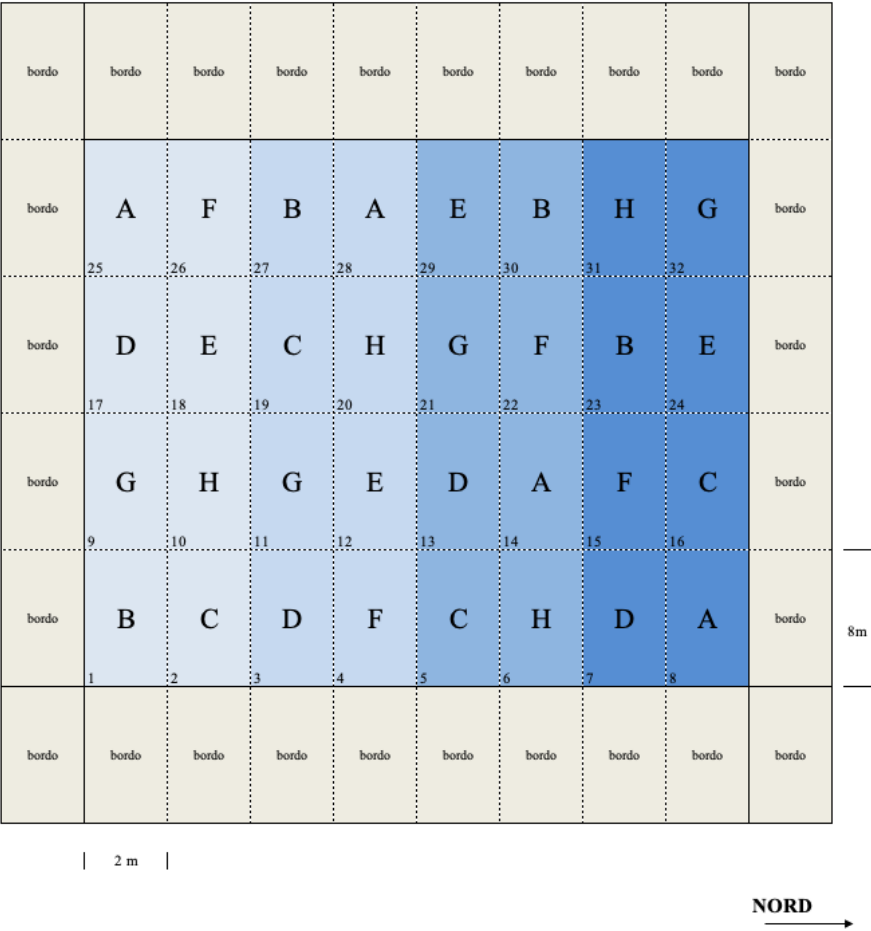 bordo bordo bordo bordo bordo bordo bordo bordo bordo bordo
bordo A F B A E B H G bordo
25 26 27 28 29 30 31 32
bordo D E C H G F B E bordo
17 18 19 20 21 22 23 24
bordo G H G E D A F C bordo
9 10 11 12 13 14 15 16
bordo B C D F C H D A bordo
8m
1 2 3 4 5 6 7 8
bordo bordo bordo bordo bordo bordo bordo bordo bordo bordo
2 m
NORD